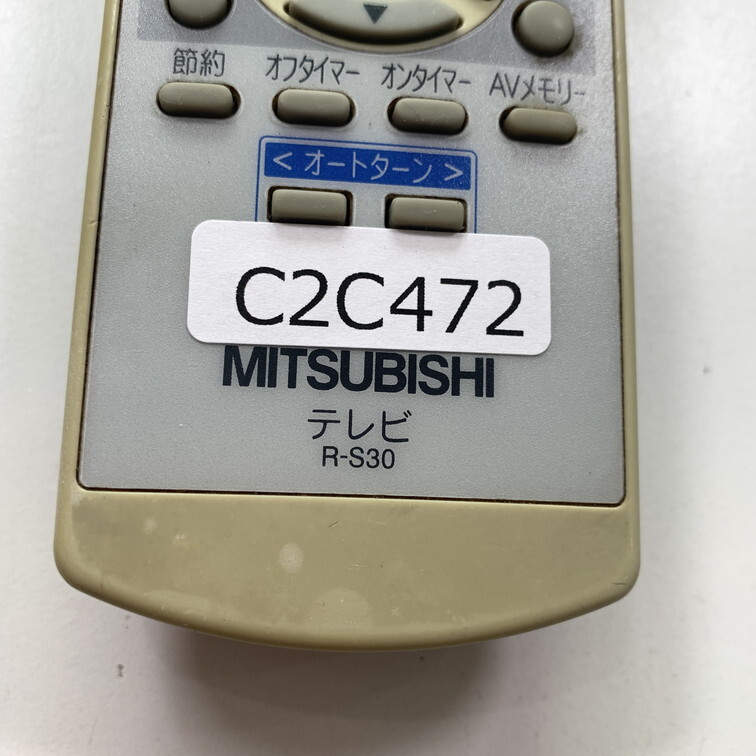 節約 オフタイマー オンタイマー AVメモリー
< オートターン >
C2C472
MITSUBISHI
テレビ
R-S30